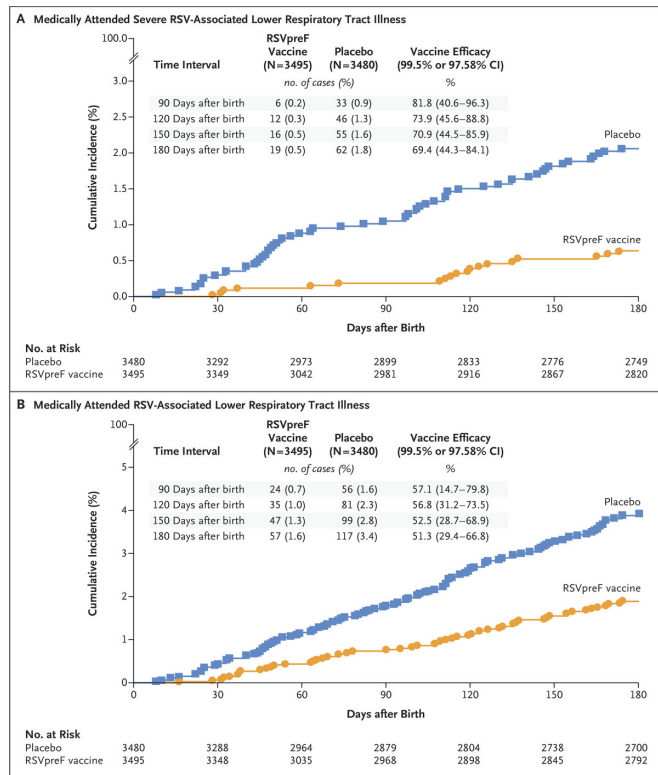 A Medically Attended Severe RSV-Associated Lower Respiratory Tract Illness
Cumulative Incidence (%)
100.0
3.0
2.5
2.0
1.5
1.0
0.5
0.0
RSVpreF
Vaccine Placebo Vaccine Efficacy
Time Interval (N=3495) (N=3480) (99.5% or 97.58% CI)
no. of cases (%) %
90 Days after birth 6 (0.2) 33 (0.9) 81.8 (40.6–96.3)
120 Days after birth 12 (0.3) 46 (1.3) 73.9 (45.6–88.8)
150 Days after birth 16 (0.5) 55 (1.6) 70.9 (44.5–85.9)
180 Days after birth 19 (0.5) 62 (1.8) 69.4 (44.3–84.1)
Placebo
RSVpreF vaccine
0 30 60 90 120 150 180
Days after Birth
No. at Risk
Placebo 3480 3292 2973 2899 2833 2776 2749
RSVpreF vaccine 3495 3349 3042 2981 2916 2867 2820
B Medically Attended RSV-Associated Lower Respiratory Tract Illness
Cumulative Incidence (%)
100
5
4
3
2
1
0
RSVpreF
Vaccine Placebo Vaccine Efficacy
Time Interval (N=3495) (N=3480) (99.5% or 97.58% CI)
no. of cases (%) %
90 Days after birth 24 (0.7) 56 (1.6) 57.1 (14.7–79.8)
120 Days after birth 35 (1.0) 81 (2.3) 56.8 (31.2–73.5)
150 Days after birth 47 (1.3) 99 (2.8) 52.5 (28.7–68.9)
180 Days after birth 57 (1.6) 117 (3.4) 51.3 (29.4–66.8)
Placebo
RSVpreF vaccine
0 30 60 90 120 150 180
Days after Birth
No. at Risk
Placebo 3480 3288 2964 2879 2804 2738 2700
RSVpreF vaccine 3495 3348 3035 2968 2898 2845 2792